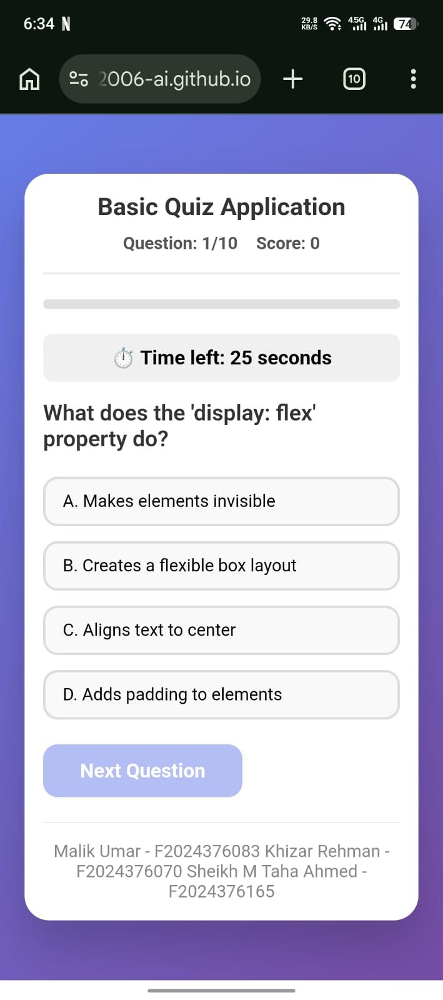 6:34 N
29.8 KB/S 4.5G 4G 74
2006-ai.github.io
10
Basic Quiz Application
Question: 1/10 Score: 0
Time left: 25 seconds
What does the 'display: flex'
property do?
A. Makes elements invisible
B. Creates a flexible box layout
C. Aligns text to center
D. Adds padding to elements
Next Question
Malik Umar - F2024376083 Khizar Rehman -
F2024376070 Sheikh M Taha Ahmed -
F2024376165